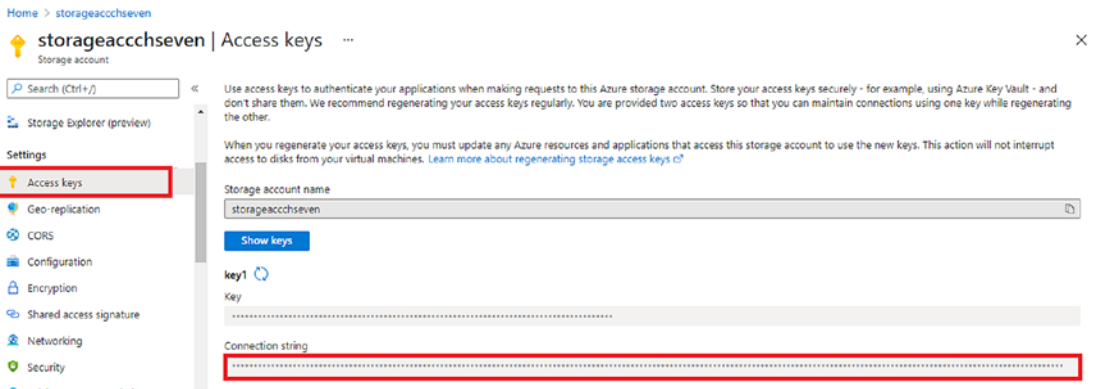 Home > storageaccchseven
storageaccchseven | Access keys ...
Storage account
Search (Ctrl+/)
«
Storage Explorer (preview)
Settings
Access keys
Geo-replication
CORS
Configuration
Encryption
Shared access signature
Networking
Security
Use access keys to authenticate your applications when making requests to this Azure storage account. Store your access keys securely - for example, using Azure Key Vault - and
don't share them. We recommend regenerating your access keys regularly. You are provided two access keys so that you can maintain connections using one key while regenerating
the other.
When you regenerate your access keys, you must update any Azure resources and applications that access this storage account to use the new keys. This action will not interrupt
access to disks from your virtual machines. Learn more about regenerating storage access keys
Storage account name
storageaccchseven
Show keys
key1
Key
Connection string